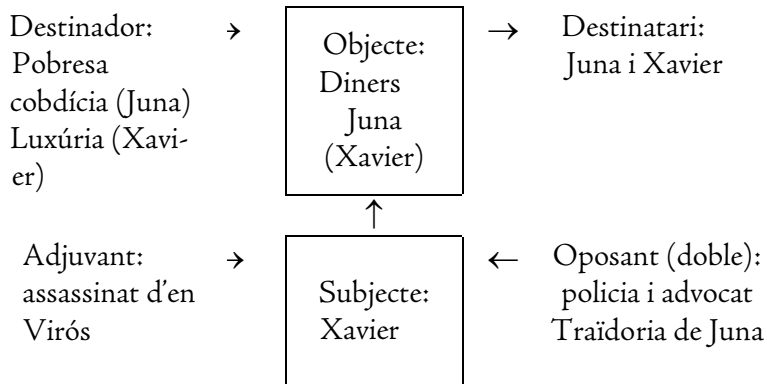 Destinador:
Pobresa
cobdícia (Juna)
Luxúria (Xavi-
er)
→
Objecte:
Diners
Juna
(Xavier)
→
Destinatari:
Juna i Xavier
↑
Adjuvant:
assassinat d'en
Virós
→
Subjecte:
Xavier
←
Oposant (doble):
policia i advocat
Traïdoria de Juna